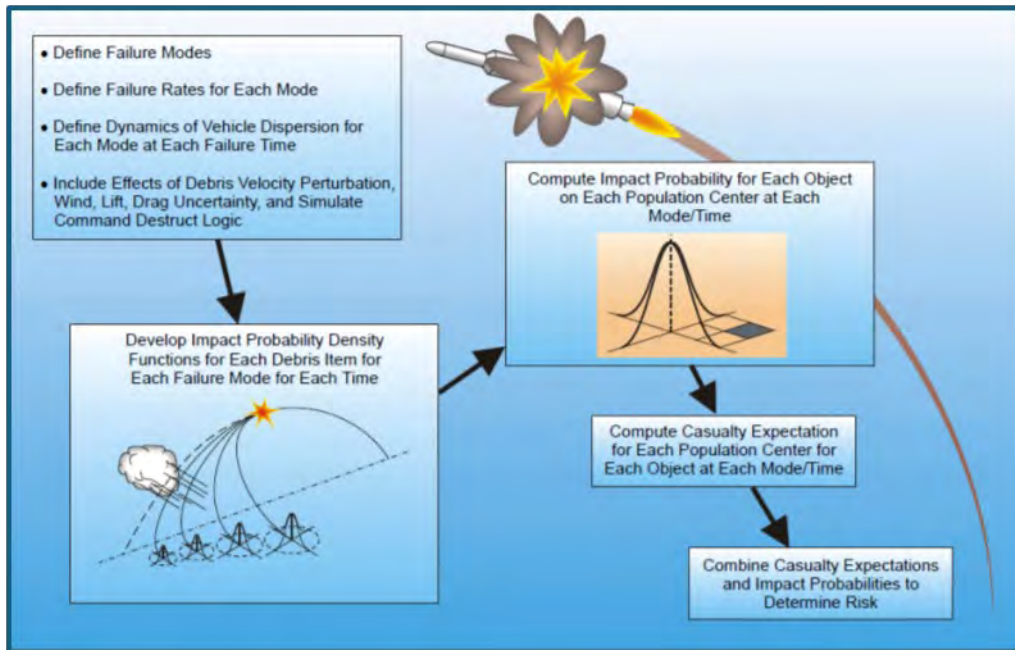 • Define Failure Modes
• Define Failure Rates for Each Mode
• Define Dynamics of Vehicle Dispersion for
Each Mode at Each Failure Time
• Include Effects of Debris Velocity Perturbation,
Wind, Lift, Drag Uncertainty, and Simulate
Command Destruct Logic
Develop Impact Probability Density
Functions for Each Debris Item for
Each Failure Mode for Each Time
Compute Impact Probability for Each Object
on Each Population Center at Each
Mode/Time
Compute Casualty Expectation
for Each Population Center for
Each Object at Each Mode/Time
Combine Casualty Expectations
and Impact Probabilities to
Determine Risk